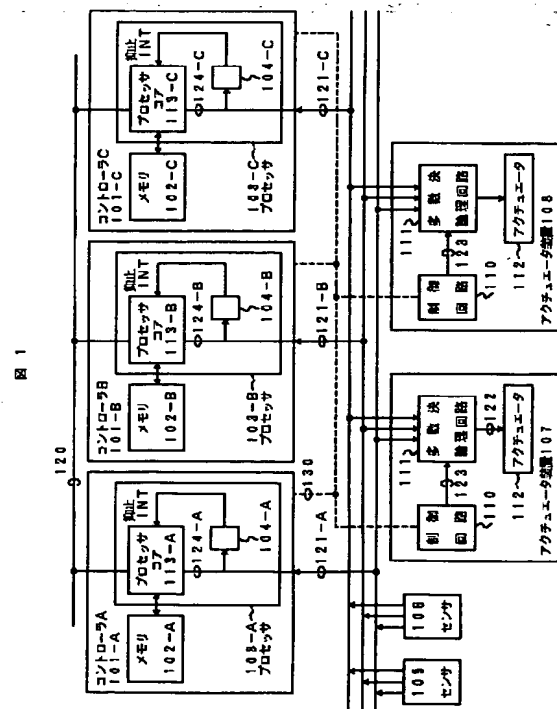 図 1
120
コントローラA
101-A
メモリ
102-A
プロセッサ
コア
113-A
抑止
INT
124-A
104-A
103-A
プロセッサ
121-A
130
コントローラB
101-B
メモリ
102-B
プロセッサ
コア
113-B
抑止
INT
124-B
104-B
103-B
プロセッサ
121-B
コントローラC
101-C
メモリ
102-C
プロセッサ
コア
113-C
抑止
INT
124-C
104-C
103-C
プロセッサ
121-C
105
センサ
106
センサ
111
多数決
論理回路
123
制御
回路
110
122
112
アクチュエータ
アクチュエータ装置107
111
多数決
論理回路
123
制御
回路
110
112
アクチュエータ
アクチュエータ装置108